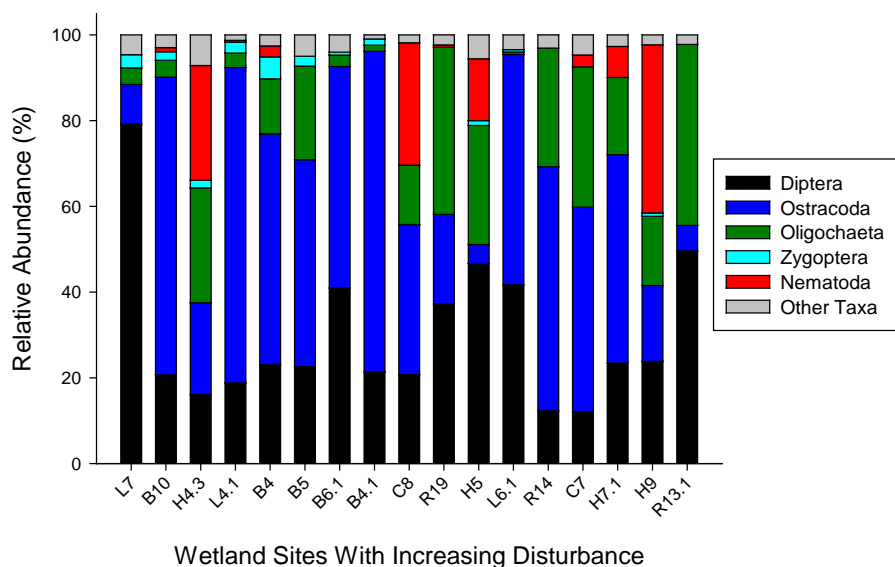 100
80
60
40
20
0
Relative Abundance (%)
L7 B10 H4.3 L4.1 B4 B5 B6.1 B4.1 C8 R19 H5 L6.1 R14 C7 H7.1 H9 R13.1
Wetland Sites With Increasing Disturbance
Diptera
Ostracoda
Oligochaeta
Zygoptera
Nematoda
Other Taxa